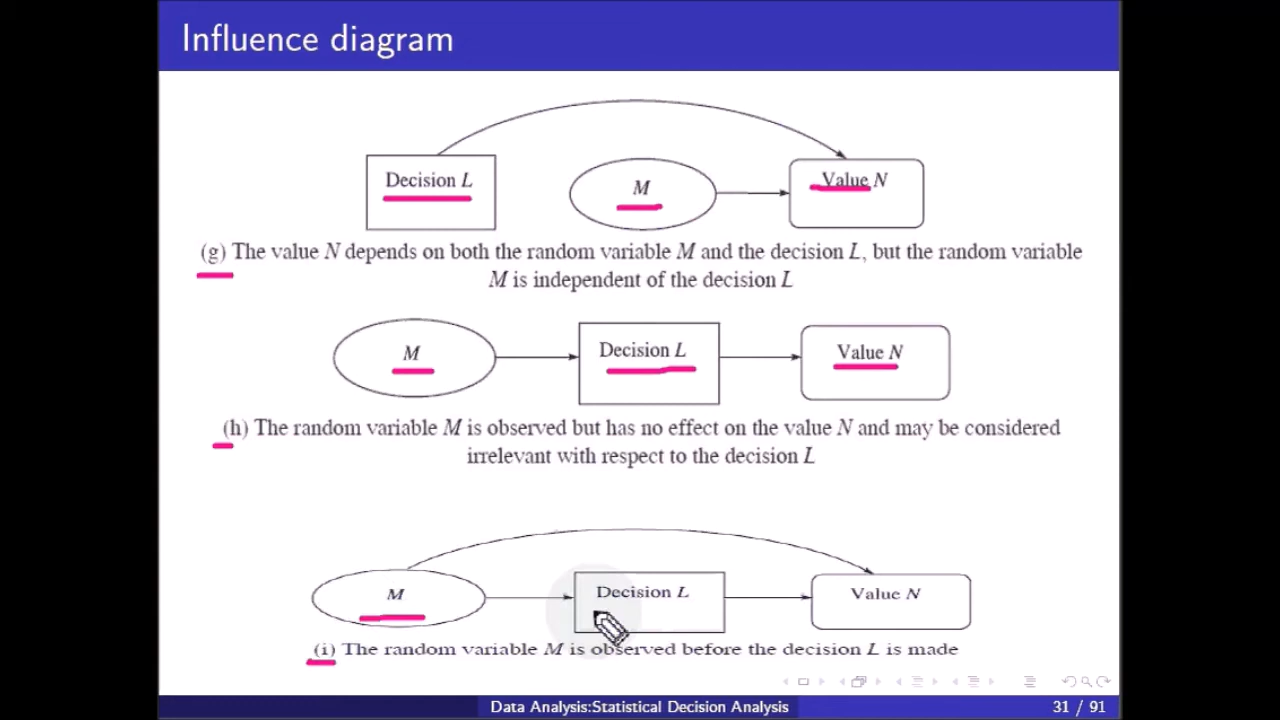 Influence diagram
Decision L
M
Value N
(g) The value N depends on both the random variable M and the decision L, but the random variable
M is independent of the decision L
M
Decision L
Value N
(h) The random variable M is observed but has no effect on the value N and may be considered
irrelevant with respect to the decision L
M
Decision L
Value N
(i) The random variable M is observed before the decision L is made
Data Analysis:Statistical Decision Analysis
31 / 91